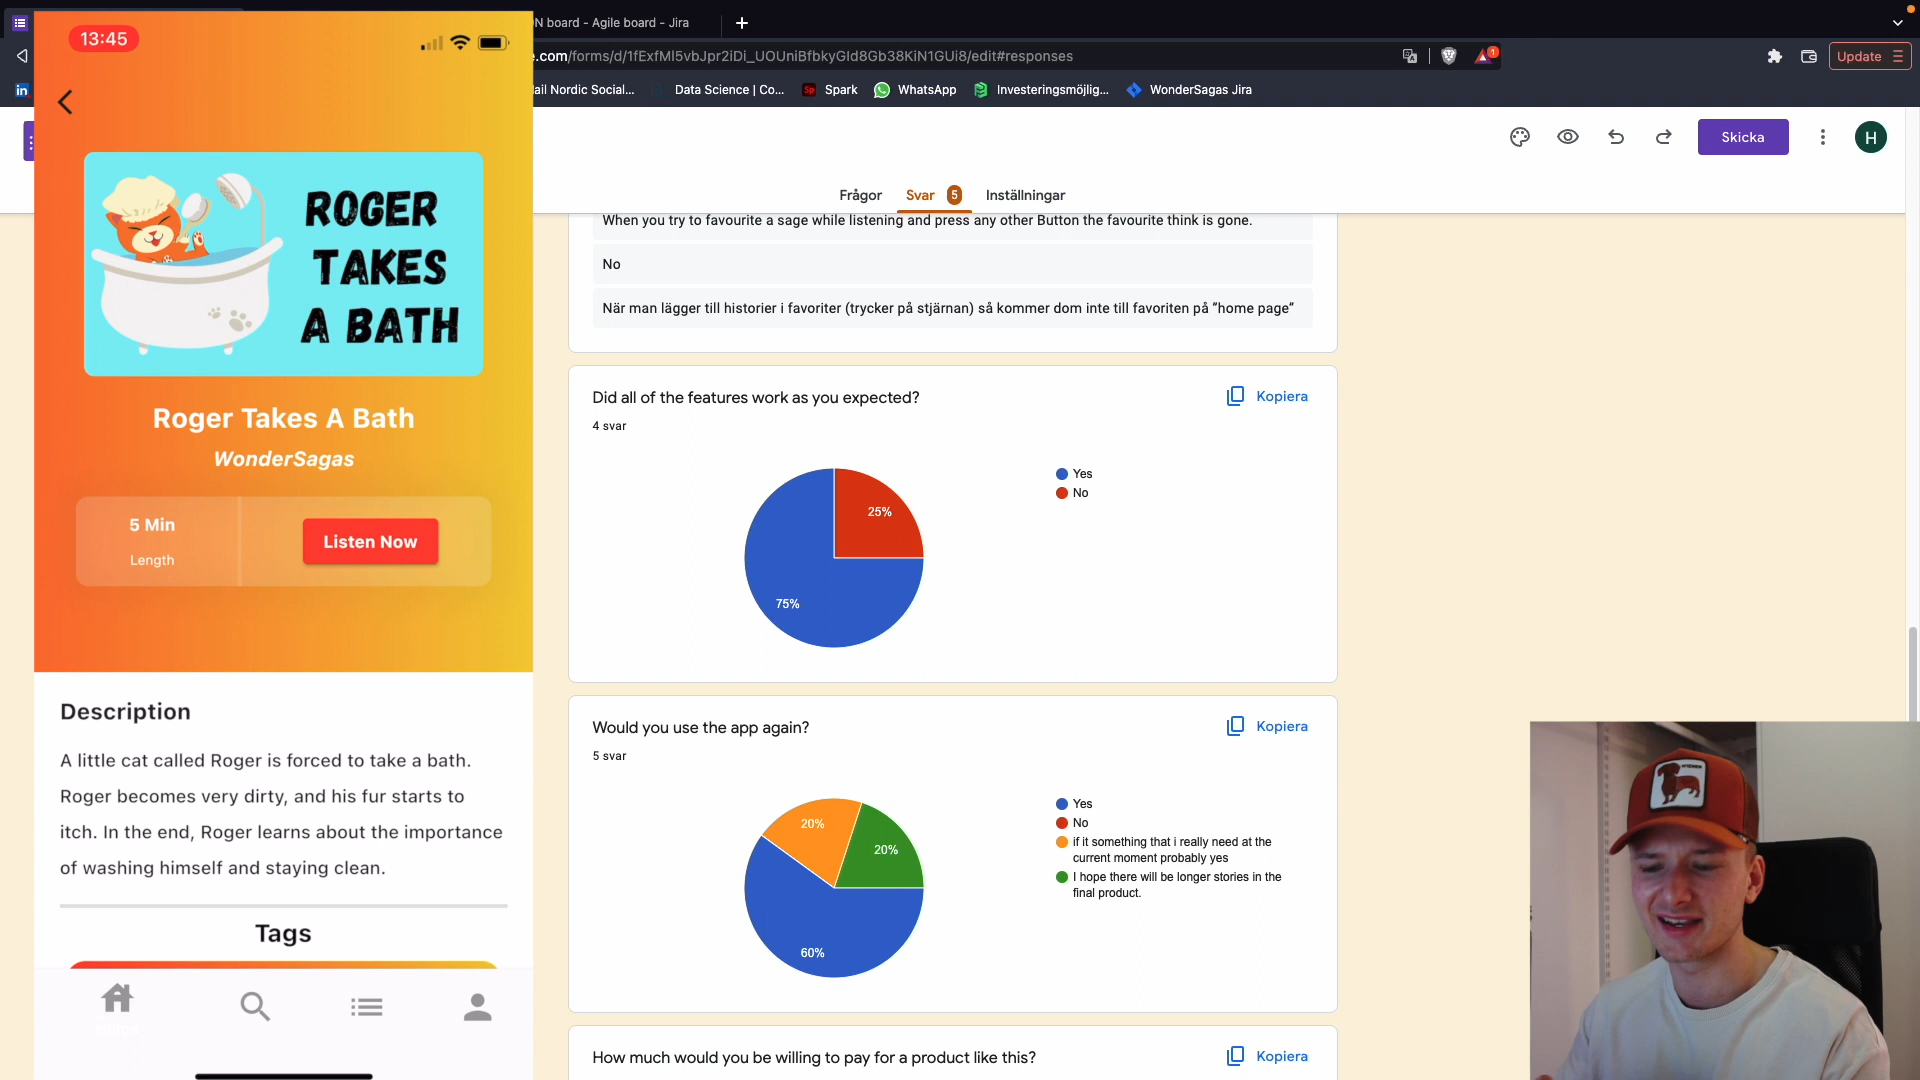 13:45
N board - Agile board - Jira
e.com/forms/d/1fExfMl5vbJpr2iDi_UOUniBfbkyGId8Gb38KiN1GUi8/edit#responses
1
Update
in
ail Nordic Social...
Data Science | Co...
Sp
Spark
WhatsApp
Investeringsmöjlig...
WonderSagas Jira
Skicka
H
Frågor
Svar 5
Inställningar
ROGER
TAKES
A BATH
Roger Takes A Bath
WonderSagas
5 Min
Length
Listen Now
Description
A little cat called Roger is forced to take a bath.
Roger becomes very dirty, and his fur starts to
itch. In the end, Roger learns about the importance
of washing himself and staying clean.
Tags
When you try to favourite a sage while listening and press any other Button the favourite think is gone.
No
När man lägger till historier i favoriter (trycker på stjärnan) så kommer dom inte till favoriten på ”home page”
Did all of the features work as you expected?
Kopiera
4 svar
Yes
No
25%
75%
Would you use the app again?
Kopiera
5 svar
Yes
No
if it something that i really need at the
current moment probably yes
I hope there will be longer stories in the
final product.
20%
20%
60%
How much would you be willing to pay for a product like this?
Kopiera